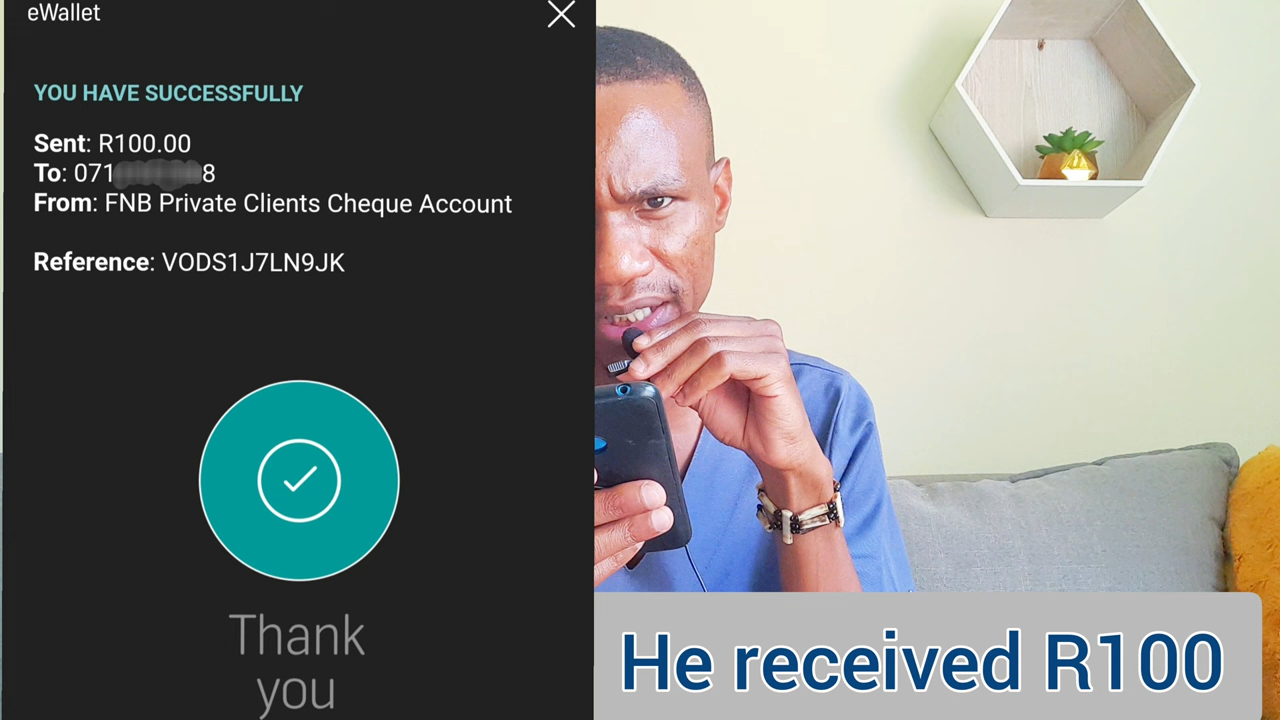 eWallet
YOU HAVE SUCCESSFULLY
Sent: R100.00
To: 071 8
From: FNB Private Clients Cheque Account
Reference: VODS1J7LN9JK
Thank
you
He received R100